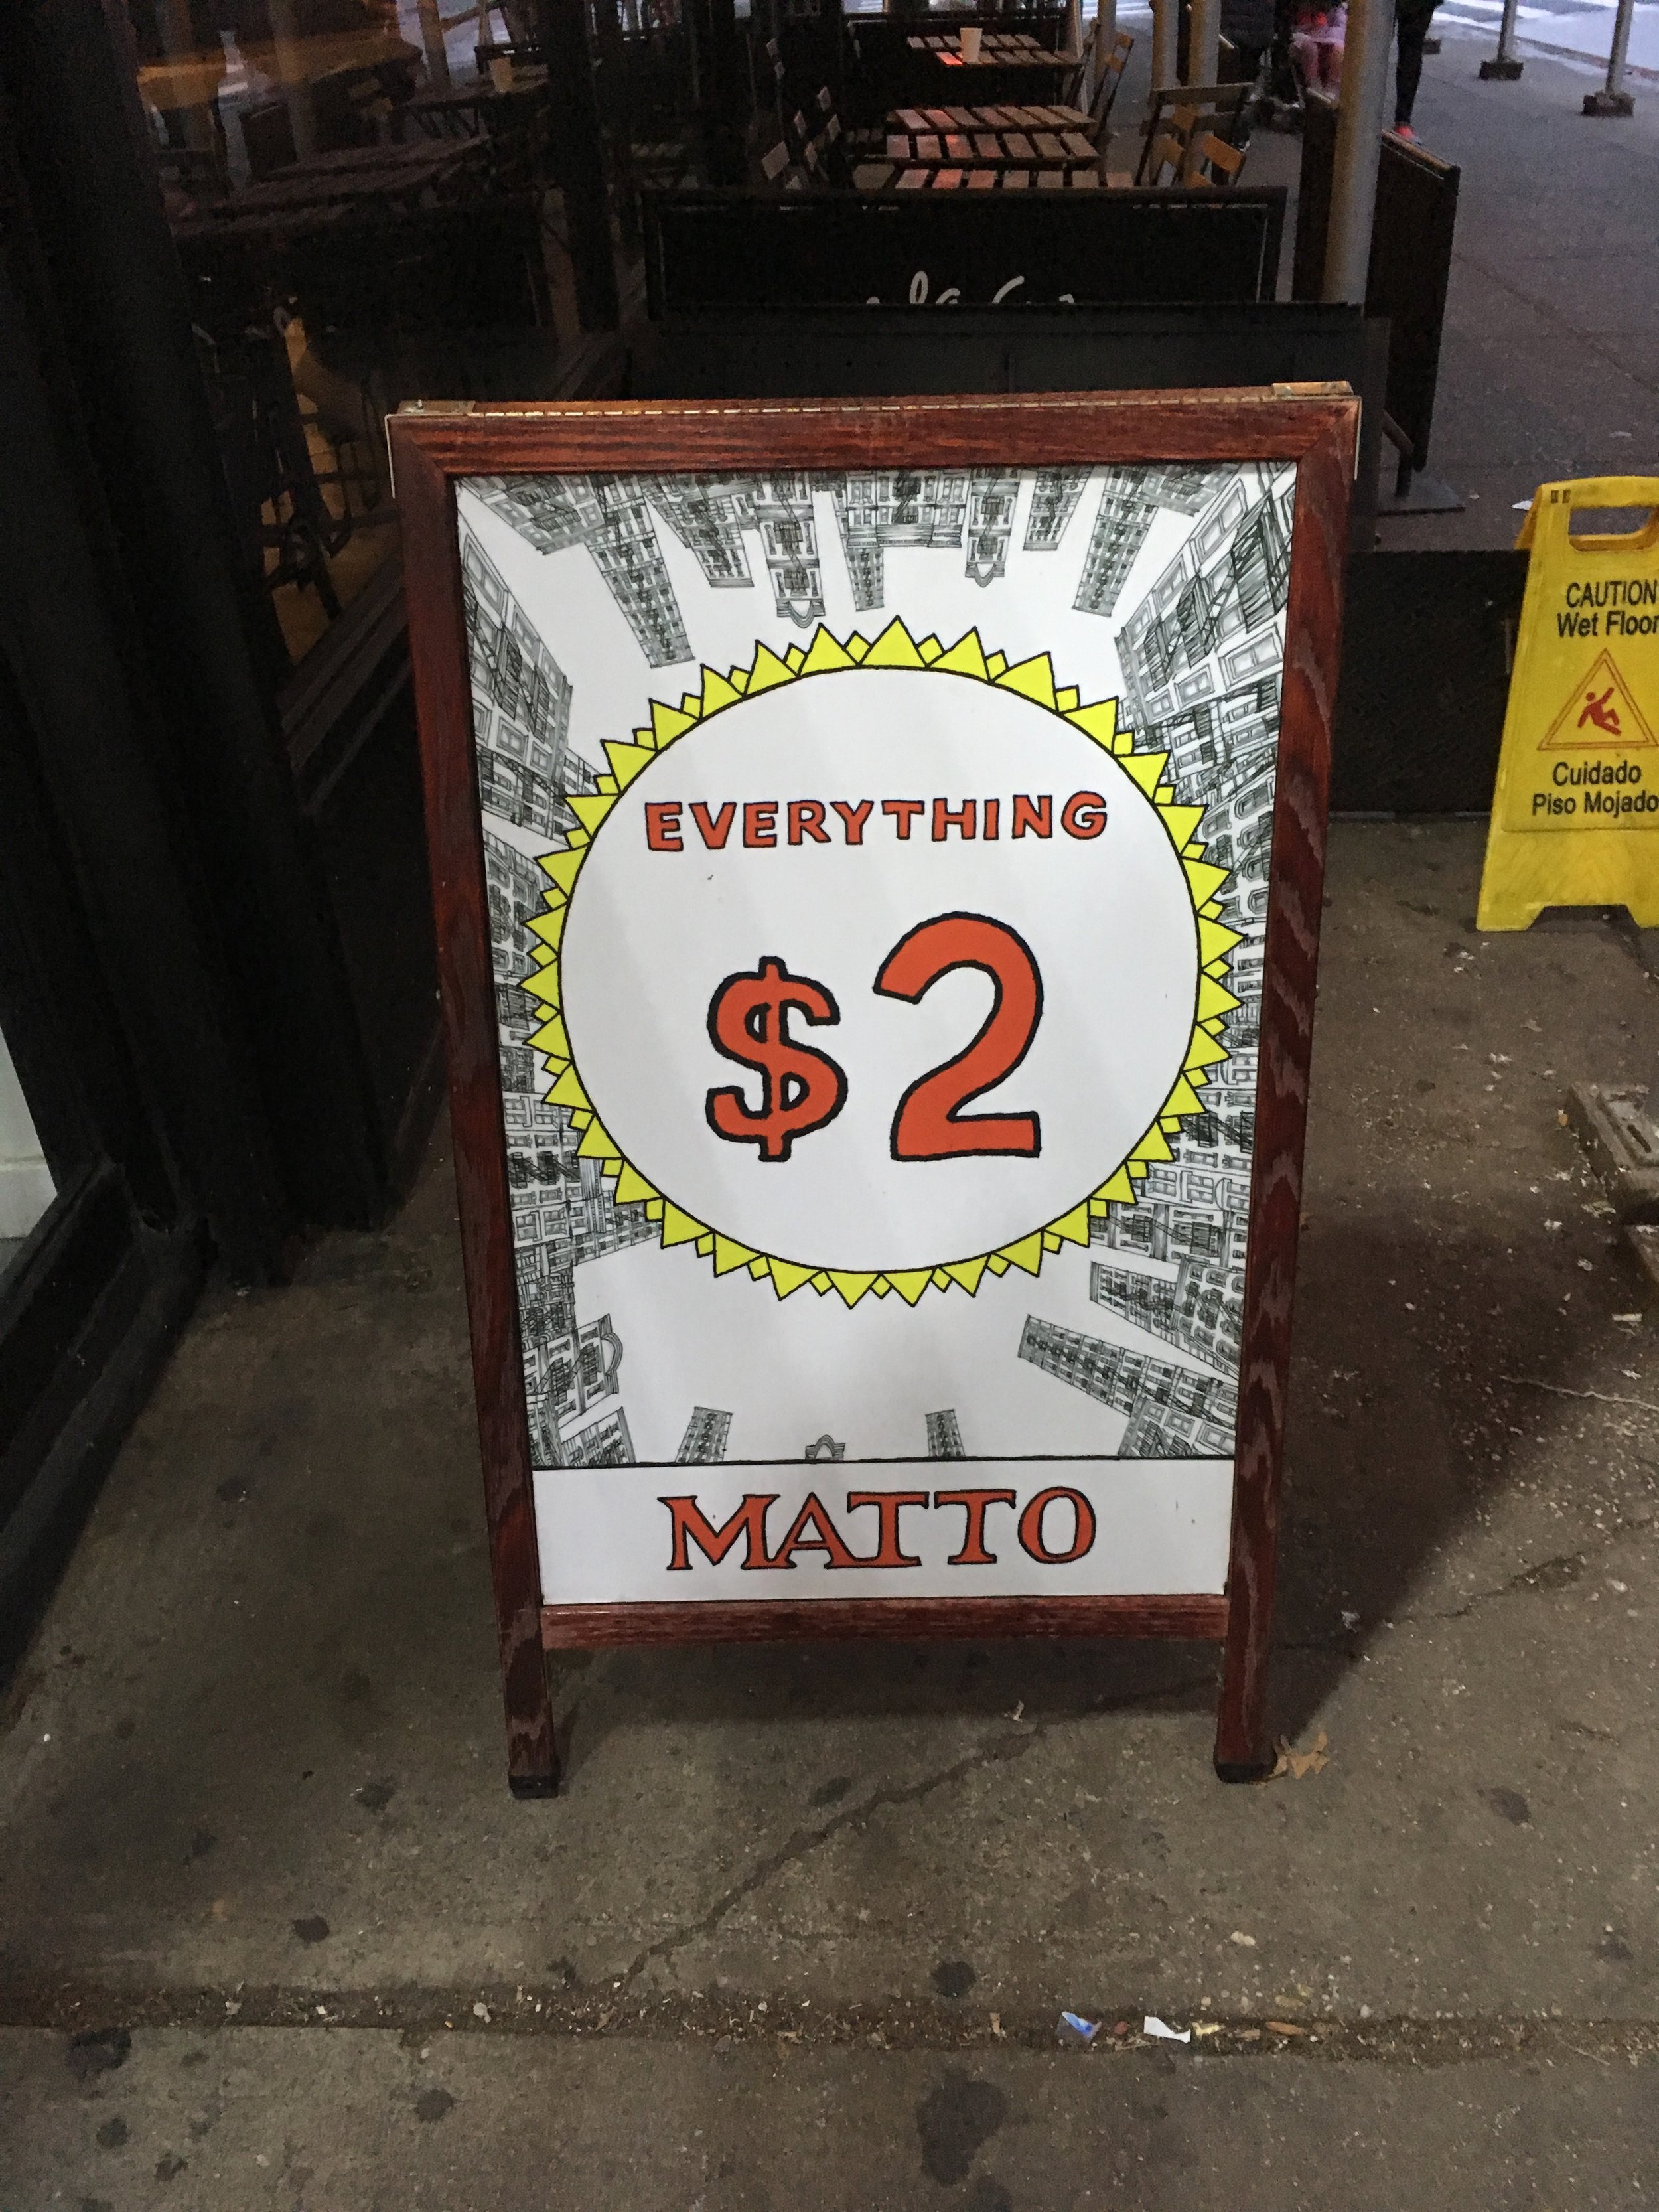 EVERYTHING
$2
MATTO
CAUTION
Wet Floor
Cuidado
Piso Mojado